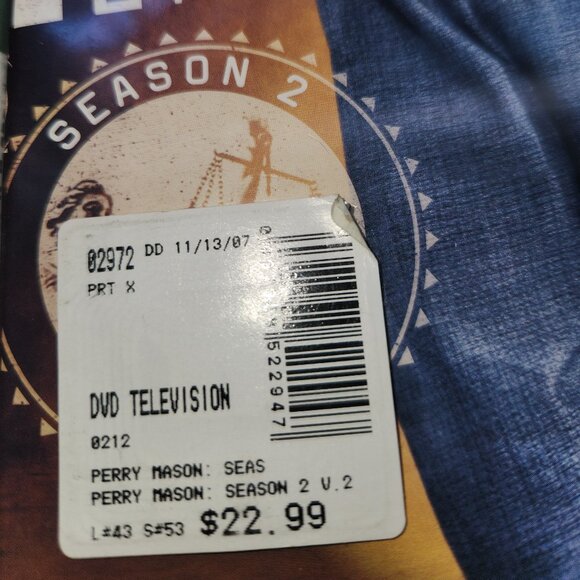 SEASON 2
02972 DD 11/13/07
PRT X
522947
DVD TELEVISION
0212
PERRY MASON: SEAS
PERRY MASON: SEASON 2 V.2
L#43 S#53 $22.99